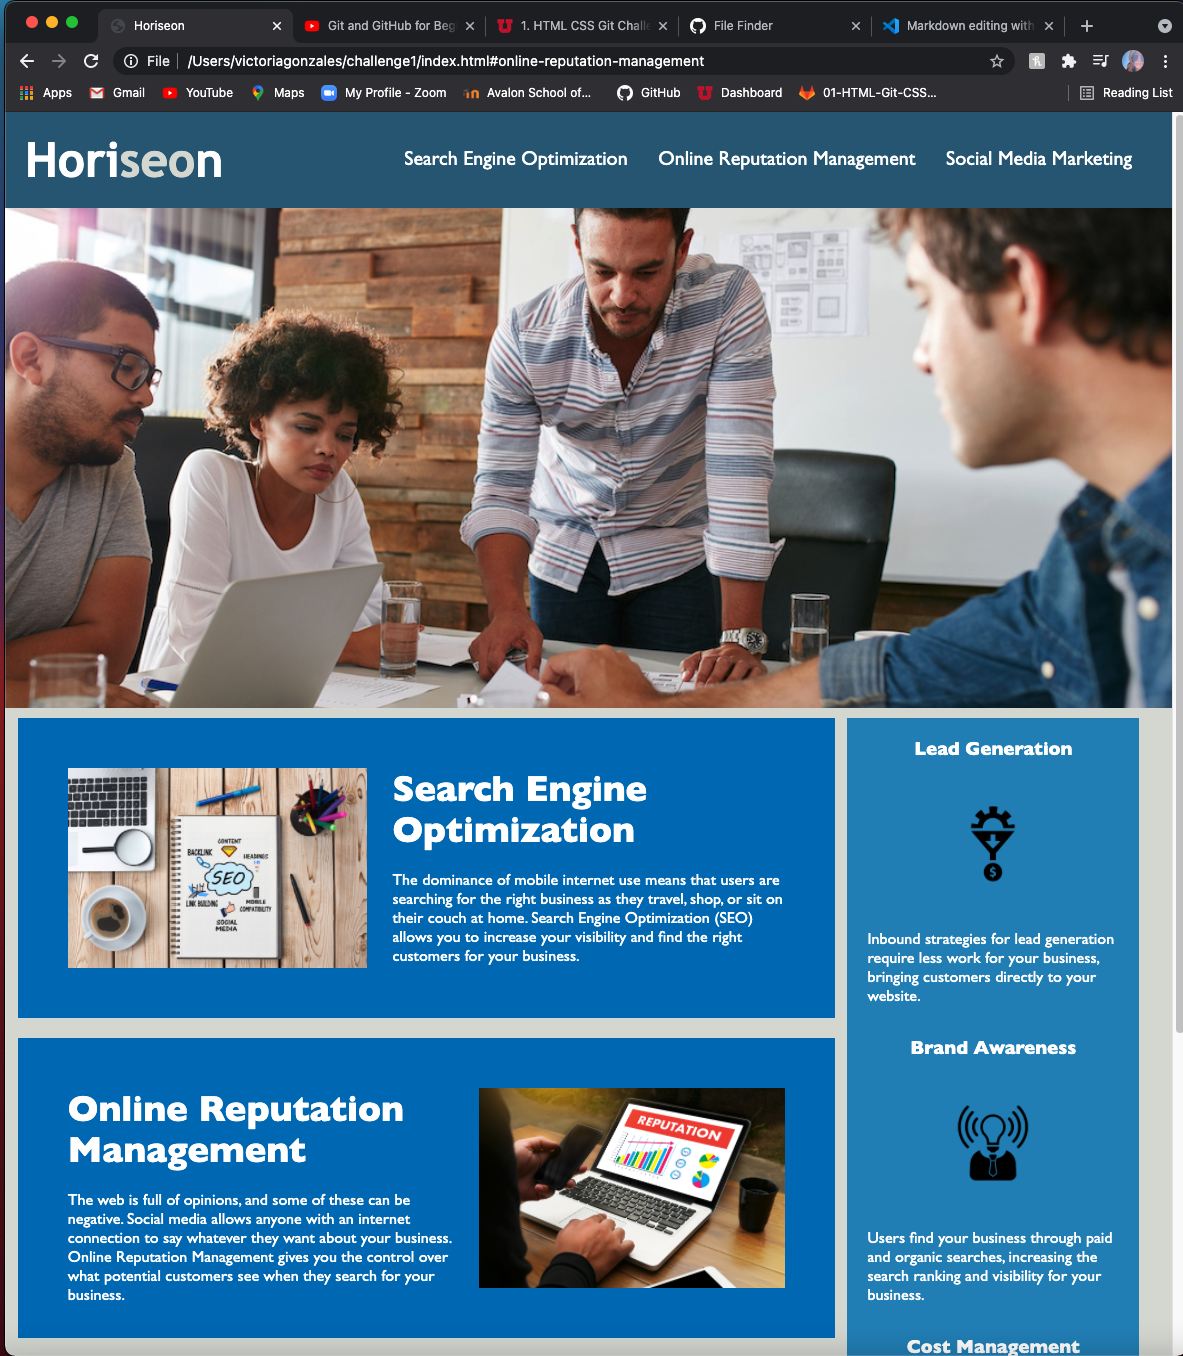 Horiseon
Git and GitHub for Beg
1. HTML CSS Git Challe
File Finder
Markdown editing with
File
/Users/victoriagonzales/challenge1/index.html#online-reputation-management
Apps
Gmail
YouTube
Maps
My Profile - Zoom
Avalon School of...
GitHub
Dashboard
01-HTML-Git-CSS...
Reading List
Horiseon
Search Engine Optimization
Online Reputation Management
Social Media Marketing
CONTENT
BACKLINK
HEADINGS
SEO
LINK BUILDING
MOBILE
COMPATIBILITY
SOCIAL
MEDIA
Search Engine
Optimization
The dominance of mobile internet use means that users are
searching for the right business as they travel, shop, or sit on
their couch at home. Search Engine Optimization (SEO)
allows you to increase your visibility and find the right
customers for your business.
Online Reputation
Management
The web is full of opinions, and some of these can be
negative. Social media allows anyone with an internet
connection to say whatever they want about your business.
Online Reputation Management gives you the control over
what potential customers see when they search for your
business.
REPUTATION
Lead Generation
$
Inbound strategies for lead generation
require less work for your business,
bringing customers directly to your
website.
Brand Awareness
Users find your business through paid
and organic searches, increasing the
search ranking and visibility for your
business.
Cost Management